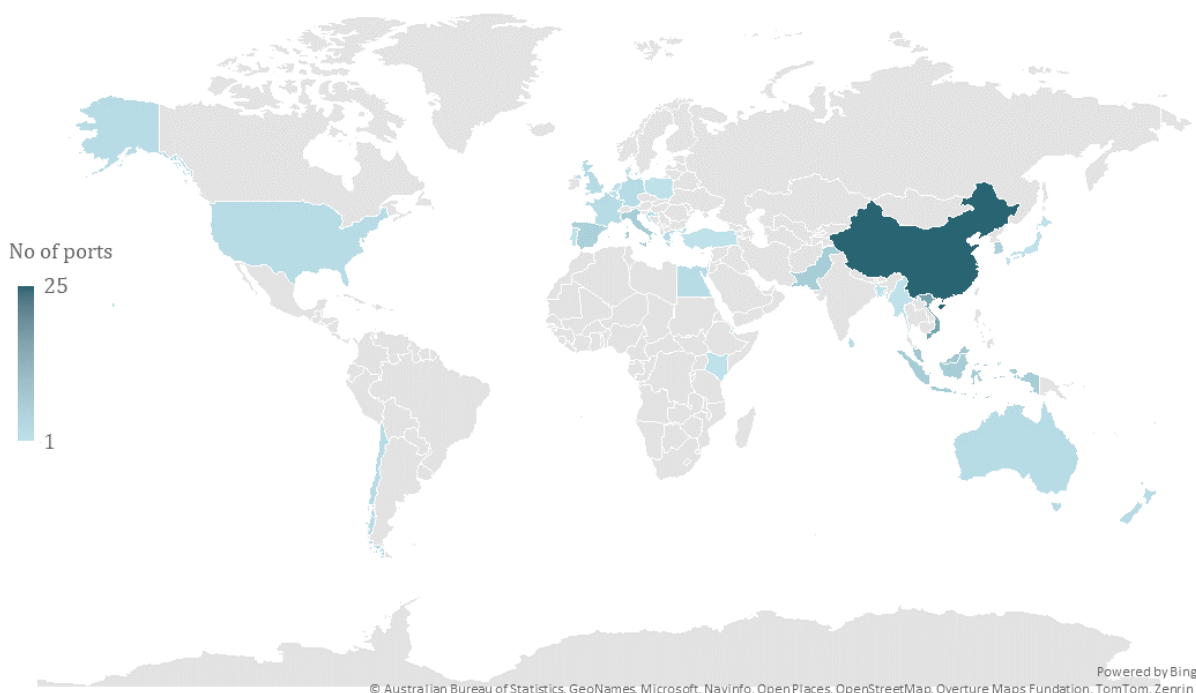 No of ports
25
1
Powered by Bing
© Australian Bureau of Statistics, GeoNames, Microsoft, Navinfo, Open Places, OpenStreetMap, Overture Maps Fundation, TomTom, Zenrin